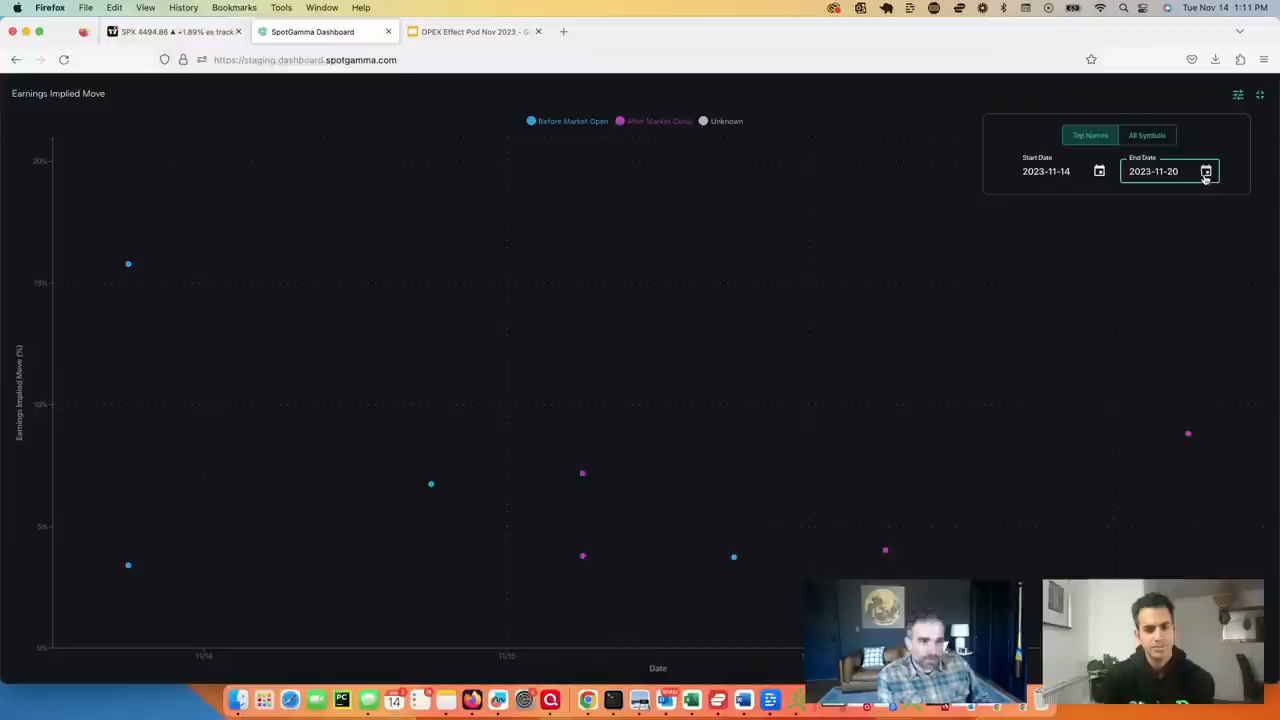 Firefox File Edit View History Bookmarks Tools Window Help Tue Nov 14 1:11 PM
SPX 4494.86 ▲ +1.89% SpotGamma Dashboard OPEX Effect Pod Nov 2023 - G
https://staging.dashboard.spotgamma.com
Earnings Implied Move
Before Market Open After Market Close Unknown
Top Names All Symbols
Start Date End Date
2023-11-14 2023-11-20
20%
15%
10%
5%
0%
Earnings Implied Move (%)
11/14 11/15
Date
14